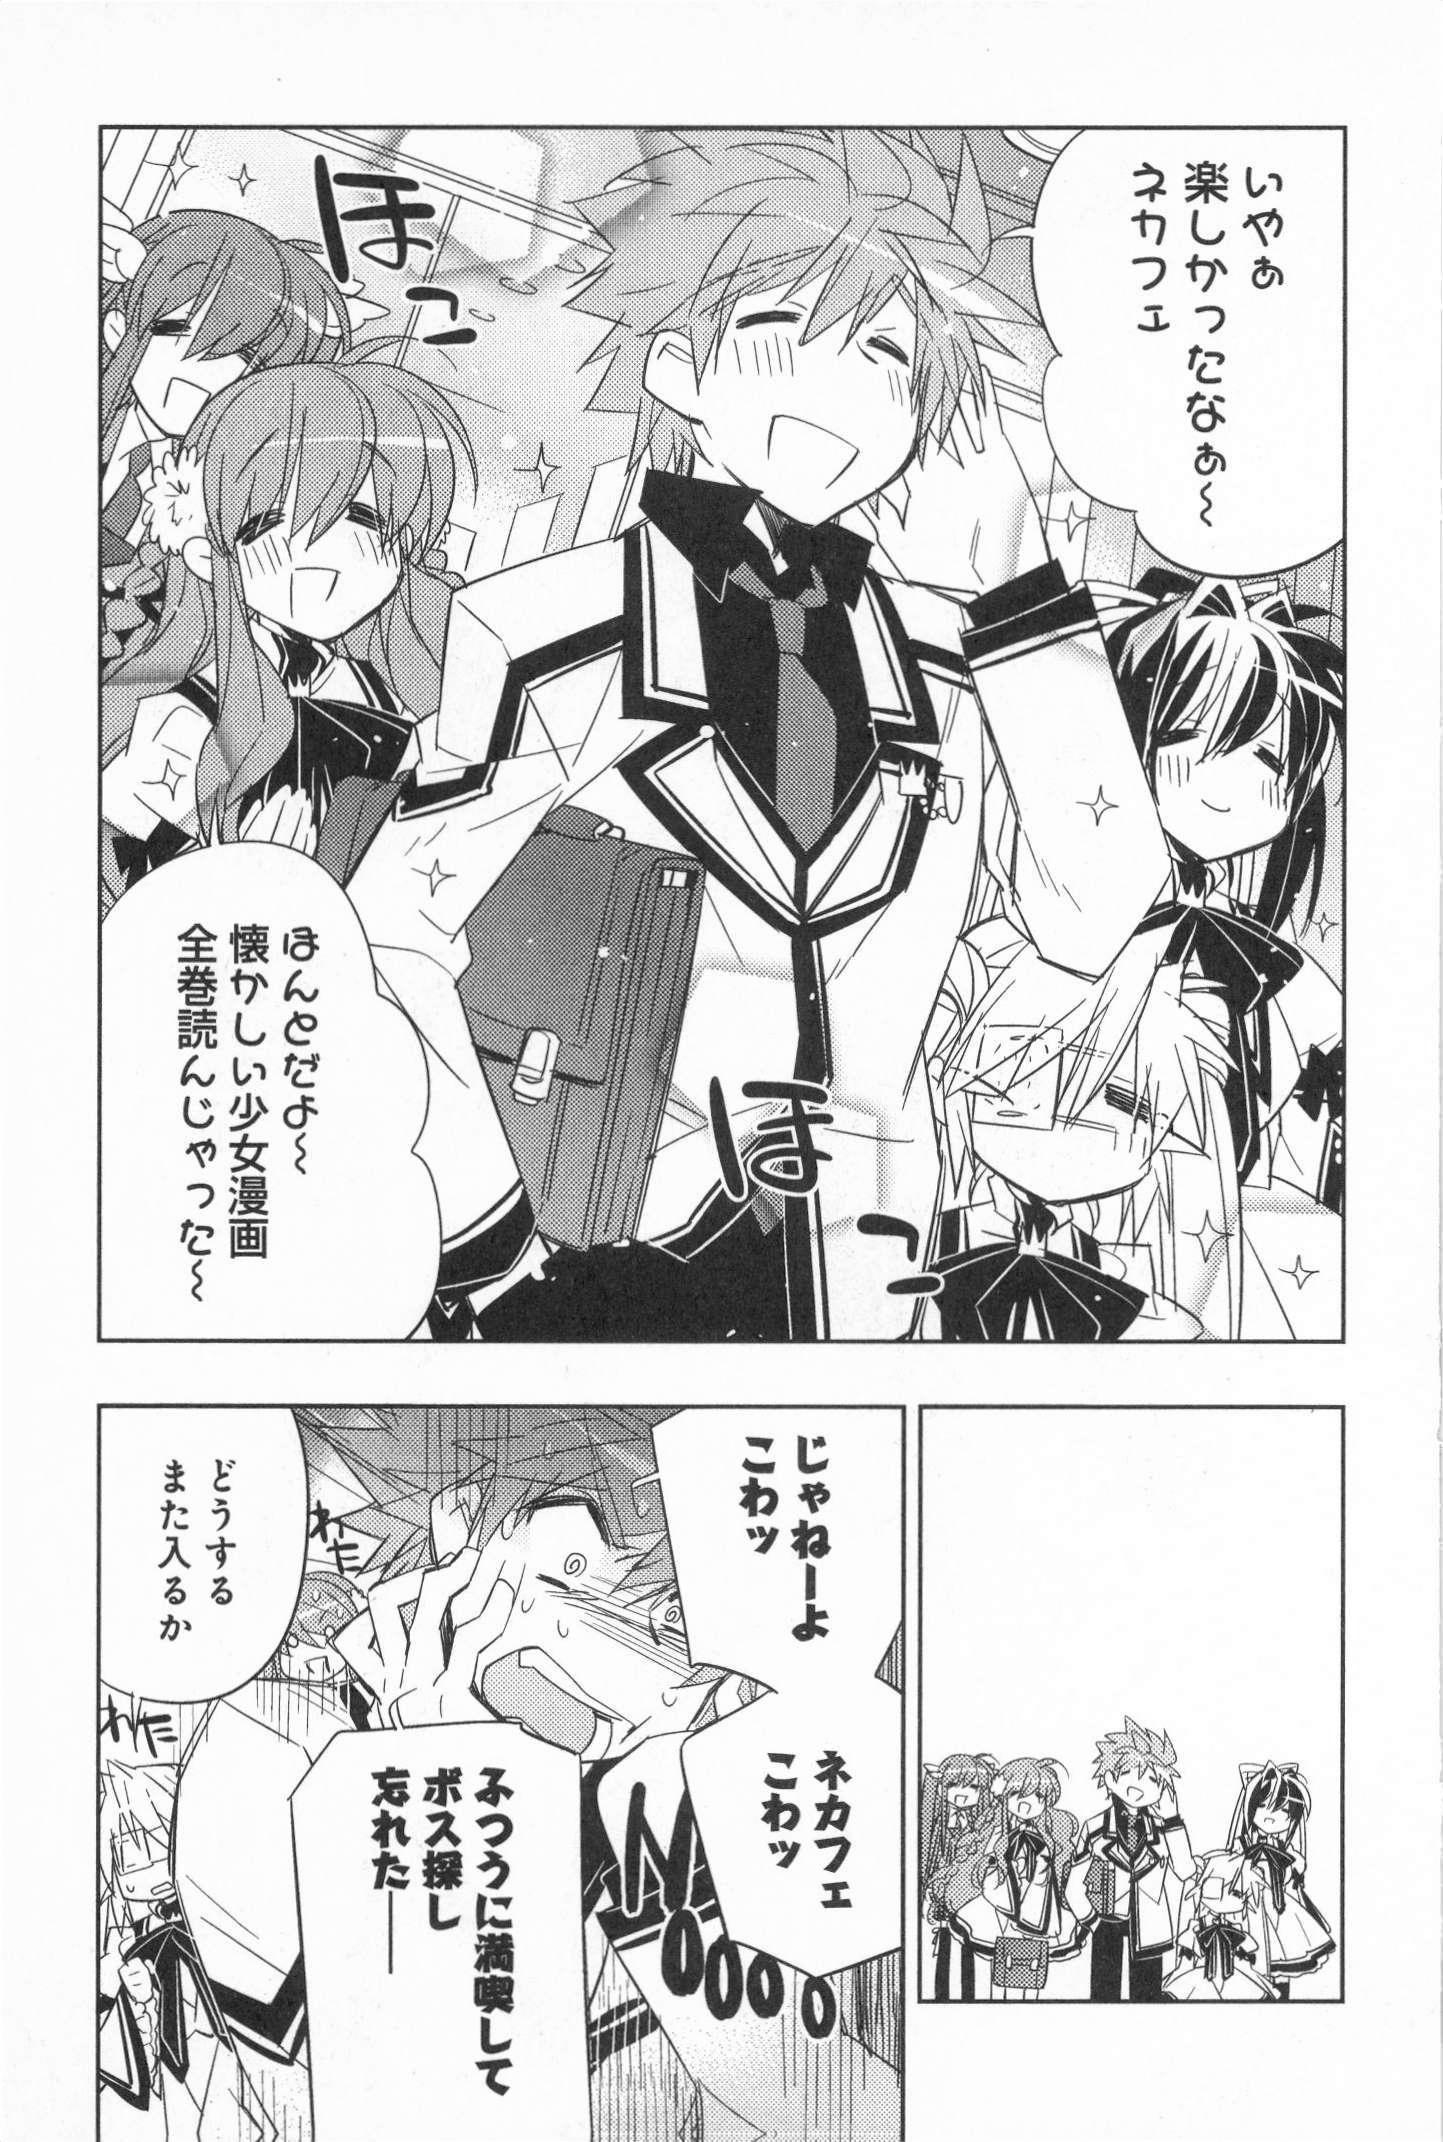 いやぁ
楽しかったなぁ～
ネカフェ
ほっこ
ほんとだよ～
懐かしい少女漫画
全巻読んじゃった～
ほっこ
じゃねーよ
こわッ
ネカフェ
こわッ
NOOOO
ふつうに満喫して
ボス探し
忘れた――
わた
どうする
また入るか
わた